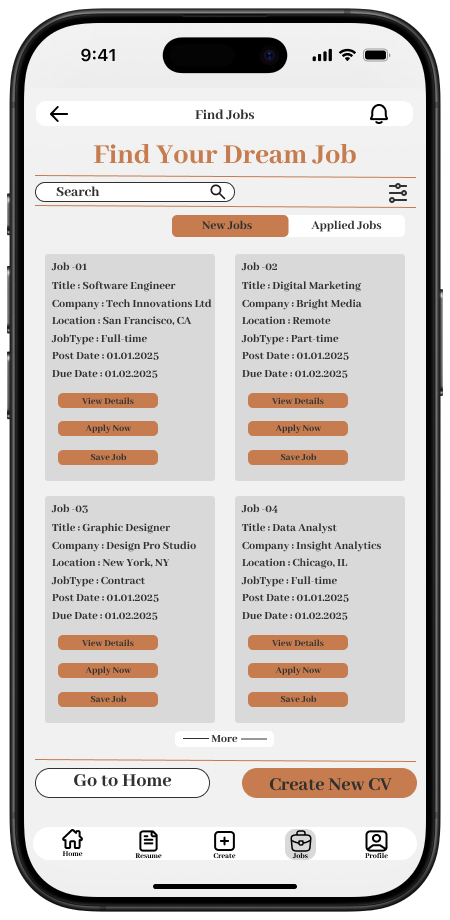 9:41
Find Jobs
Find Your Dream Job
Search
New Jobs
Applied Jobs
Job -01
Title : Software Engineer
Company : Tech Innovations Ltd
Location : San Francisco, CA
JobType : Full-time
Post Date : 01.01.2025
Due Date : 01.02.2025
View Details
Apply Now
Save Job
Job -02
Title : Digital Marketing
Company : Bright Media
Location : Remote
JobType : Part-time
Post Date : 01.01.2025
Due Date : 01.02.2025
View Details
Apply Now
Save Job
Job -03
Title : Graphic Designer
Company : Design Pro Studio
Location : New York, NY
JobType : Contract
Post Date : 01.01.2025
Due Date : 01.02.2025
View Details
Apply Now
Save Job
Job -04
Title : Data Analyst
Company : Insight Analytics
Location : Chicago, IL
JobType : Full-time
Post Date : 01.01.2025
Due Date : 01.02.2025
View Details
Apply Now
Save Job
More
Go to Home
Create New CV
Home
Resume
Create
Jobs
Profile